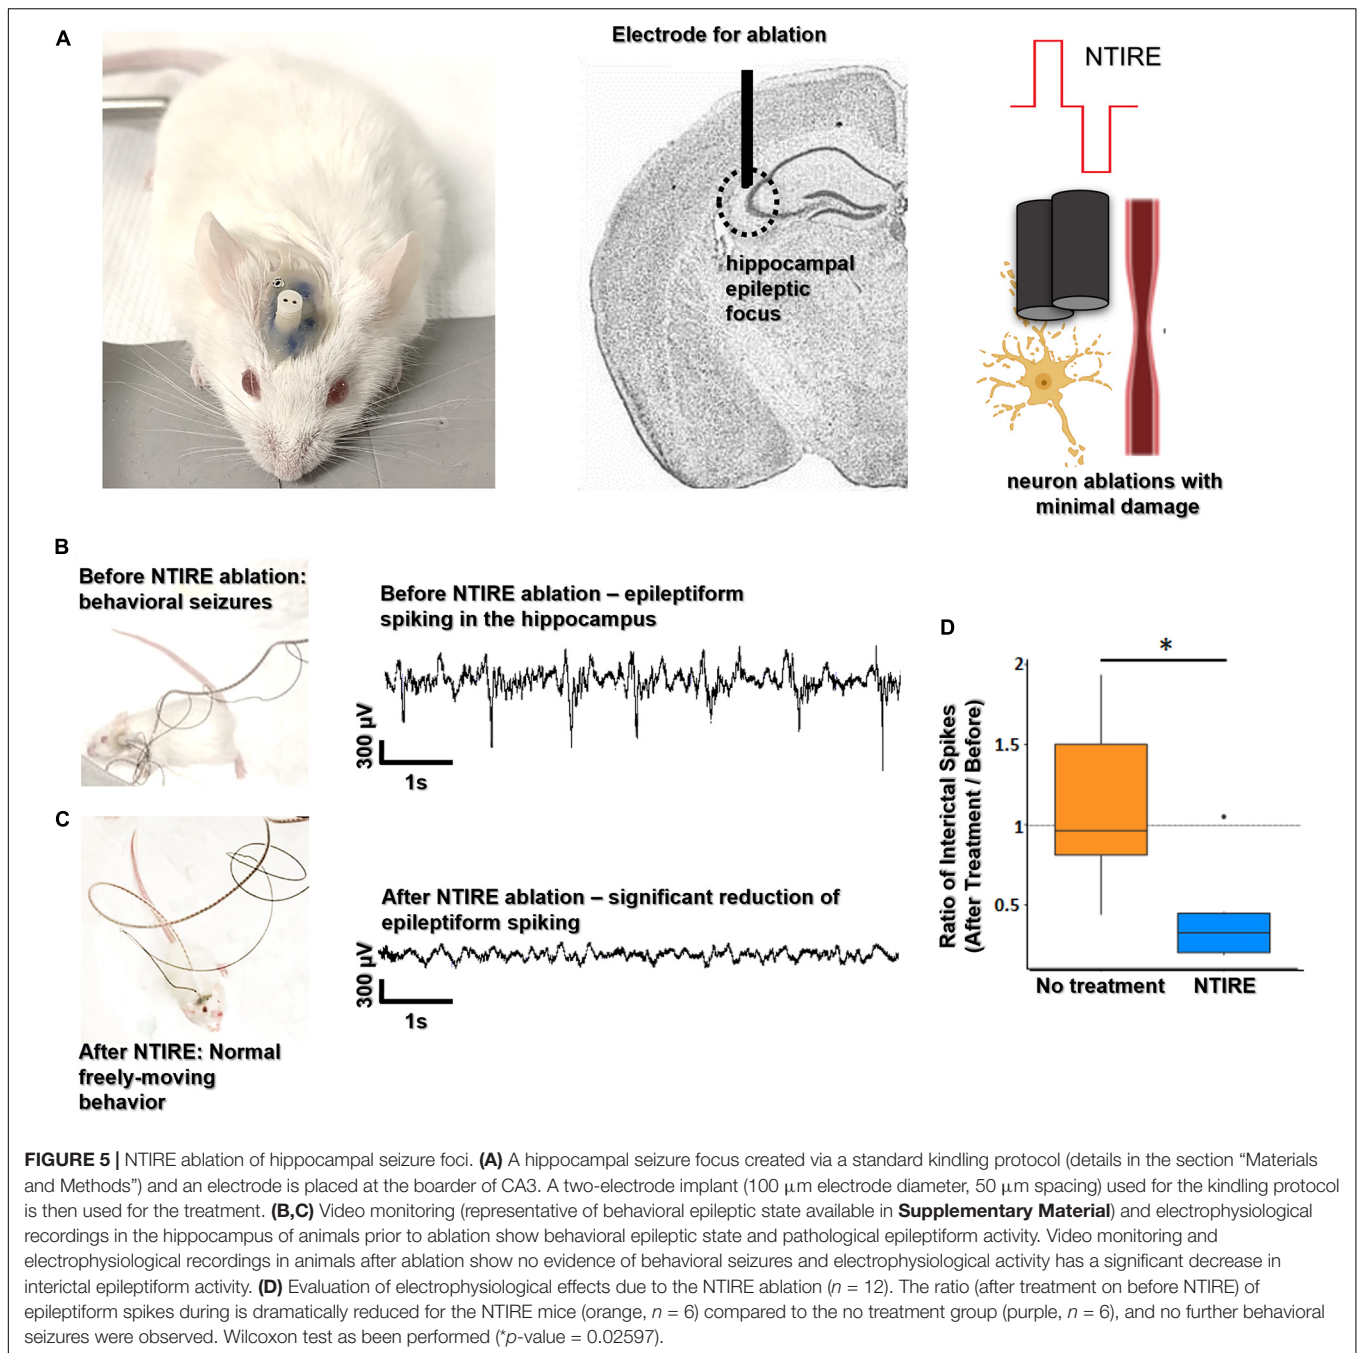 A
Electrode for ablation
NTIRE
hippocampal
epileptic
focus
neuron ablations with
minimal damage
B
Before NTIRE ablation:
behavioral seizures
Before NTIRE ablation – epileptiform
spiking in the hippocampus
300 µV
1s
C
After NTIRE: Normal
freely-moving
behavior
After NTIRE ablation – significant reduction of
epileptiform spiking
300 µV
1s
D
*
Ratio of Interictal Spikes
(After Treatment / Before)
2
1.5
1
0.5
No treatment
NTIRE
FIGURE 5 | NTIRE ablation of hippocampal seizure foci. (A) A hippocampal seizure focus created via a standard kindling protocol (details in the section “Materials
and Methods”) and an electrode is placed at the boarder of CA3. A two-electrode implant (100 µm electrode diameter, 50 µm spacing) used for the kindling protocol
is then used for the treatment. (B,C) Video monitoring (representative of behavioral epileptic state available in Supplementary Material) and electrophysiological
recordings in the hippocampus of animals prior to ablation show behavioral epileptic state and pathological epileptiform activity. Video monitoring and
electrophysiological recordings in animals after ablation show no evidence of behavioral seizures and electrophysiological activity has a significant decrease in
interictal epileptiform activity. (D) Evaluation of electrophysiological effects due to the NTIRE ablation (n = 12). The ratio (after treatment on before NTIRE) of
epileptiform spikes during is dramatically reduced for the NTIRE mice (orange, n = 6) compared to the no treatment group (purple, n = 6), and no further behavioral
seizures were observed. Wilcoxon test as been performed (*p-value = 0.02597).